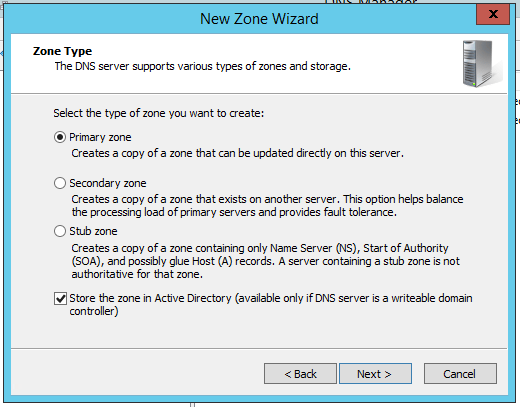 DNS Manager
New Zone Wizard
X
Zone Type
The DNS server supports various types of zones and storage.
Select the type of zone you want to create:
Primary zone
Creates a copy of a zone that can be updated directly on this server.
Secondary zone
Creates a copy of a zone that exists on another server. This option helps balance
the processing load of primary servers and provides fault tolerance.
Stub zone
Creates a copy of a zone containing only Name Server (NS), Start of Authority
(SOA), and possibly glue Host (A) records. A server containing a stub zone is not
authoritative for that zone.
Store the zone in Active Directory (available only if DNS server is a writeable domain
controller)
< Back
Next >
Cancel